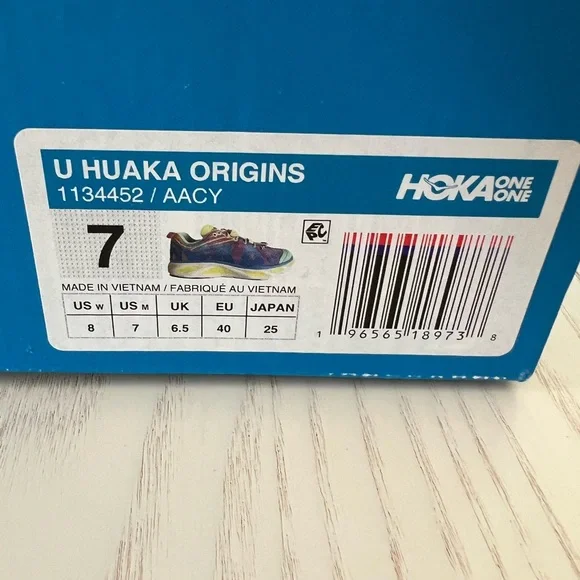 U HUAKA ORIGINS
1134452 / AACY
HOKA ONE ONE
7
MADE IN VIETNAM / FABRIQUÉ AU VIETNAM
US W US M UK EU JAPAN
8 7 6.5 40 25
1 96565 18973 8